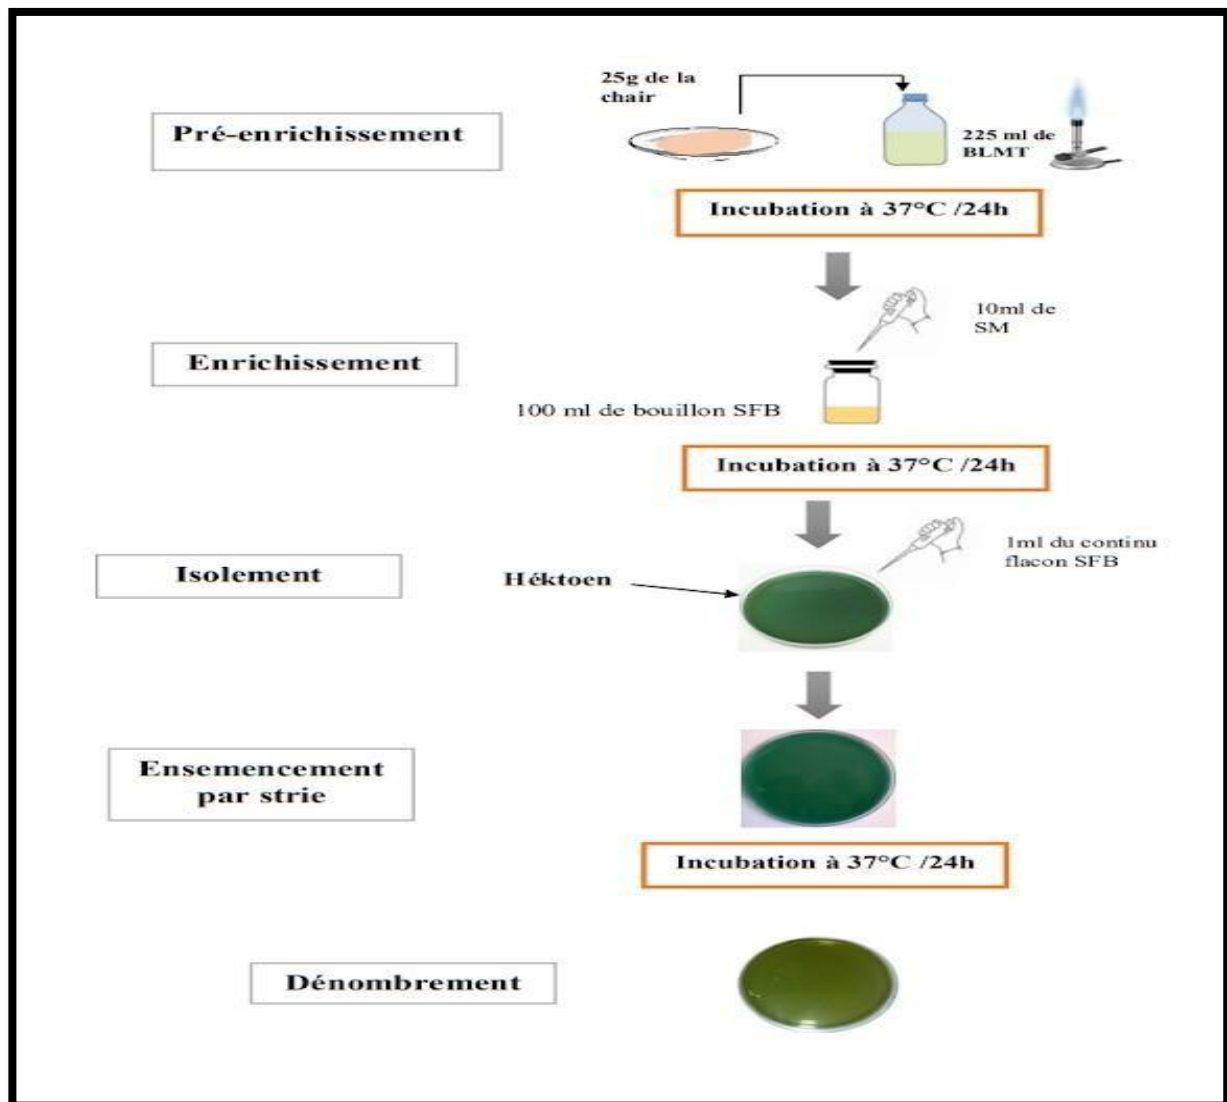 25g de la
chair
Pré-enrichissement
225 ml de
BLMT
Incubation à 37°C /24h
10ml de
SM
Enrichissement
100 ml de bouillon SFB
Incubation à 37°C /24h
1ml du continu
flacon SFB
Isolement
Héktoen
Ensemencement
par strie
Incubation à 37°C /24h
Dénombrement